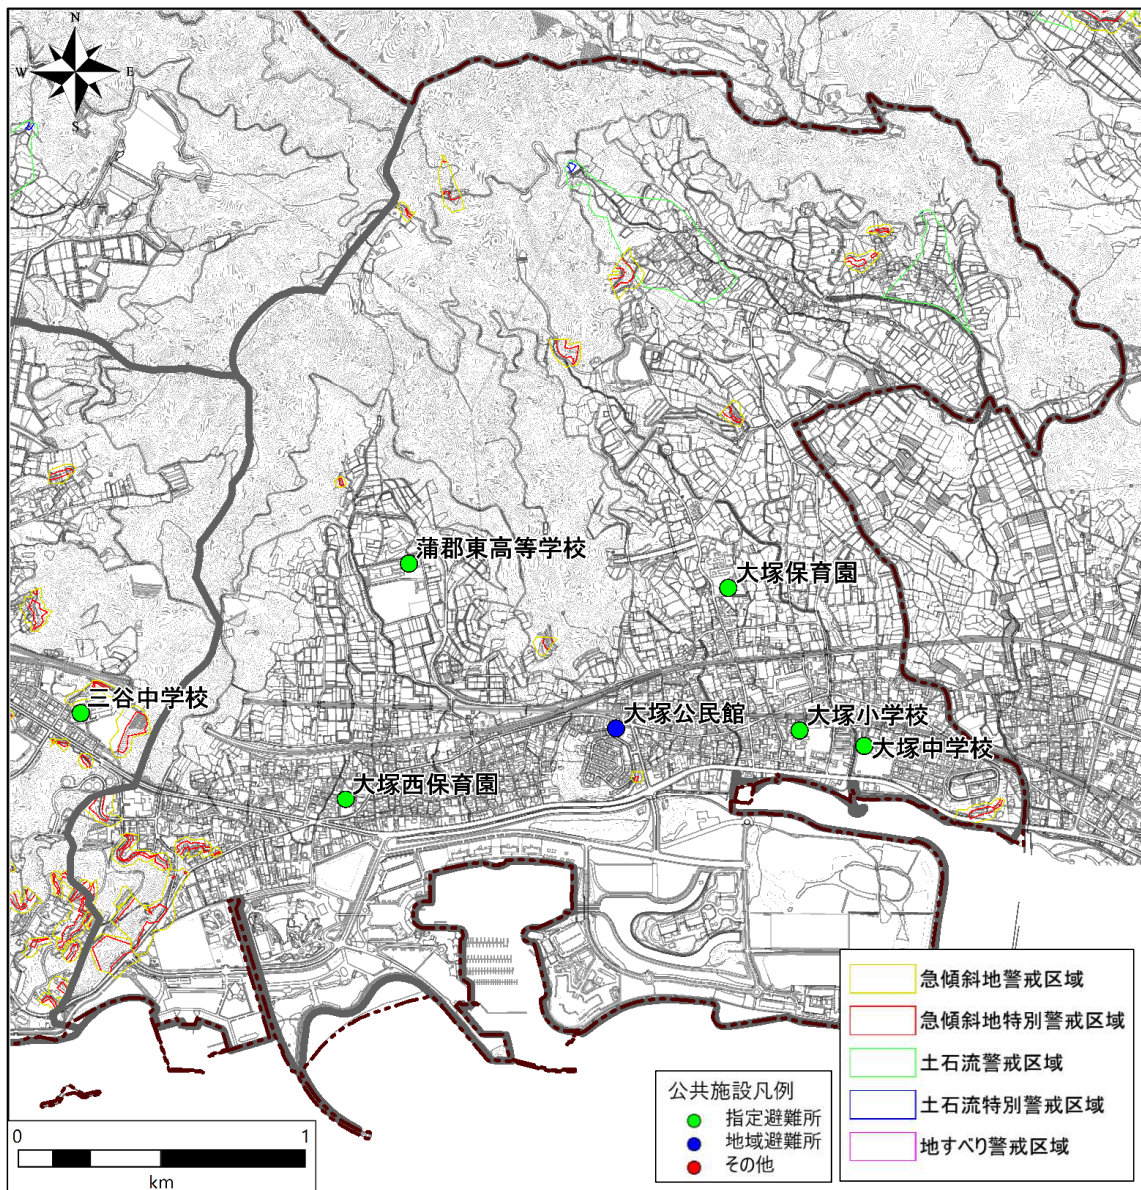 N
W
E
S
蒲郡東高等学校
大塚保育園
三谷中学校
大塚公民館
大塚小学校
大塚中学校
大塚西保育園
急傾斜地警戒区域
急傾斜地特別警戒区域
土石流警戒区域
土石流特別警戒区域
地すべり警戒区域
公共施設凡例
指定避難所
地域避難所
その他
0 1
km